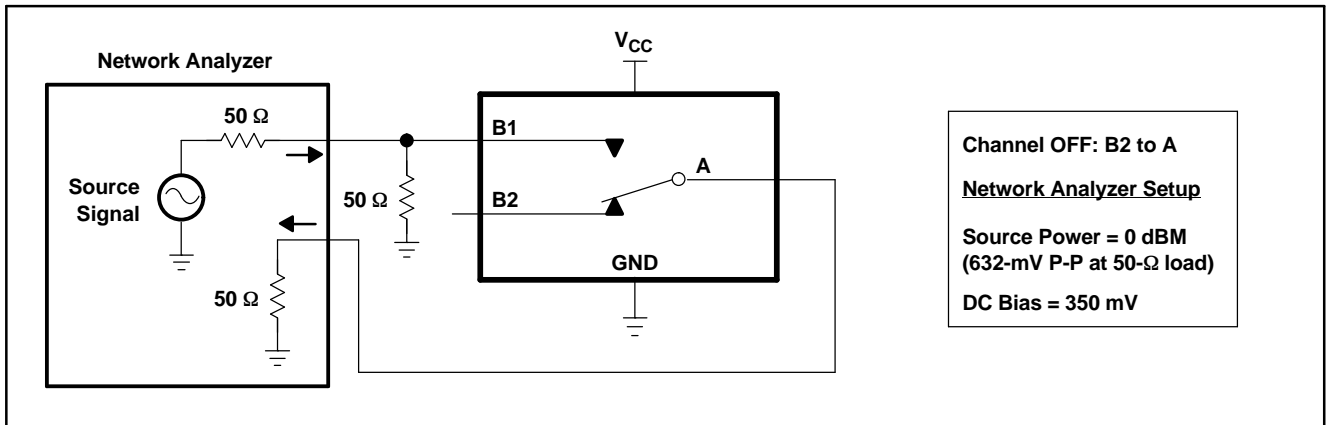 Network Analyzer
50 Ω
Source
Signal
50 Ω
50 Ω
VCC
B1
B2
A
GND
Channel OFF: B2 to A
Network Analyzer Setup
Source Power = 0 dBM
(632-mV P-P at 50-Ω load)
DC Bias = 350 mV